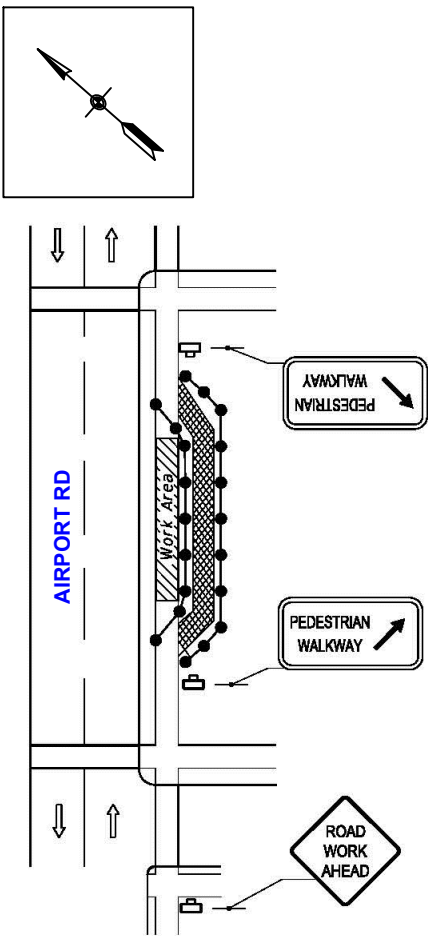 PEDESTRIAN
WALKWAY
AIRPORT RD
Work Area
PEDESTRIAN
WALKWAY
ROAD
WORK
AHEAD